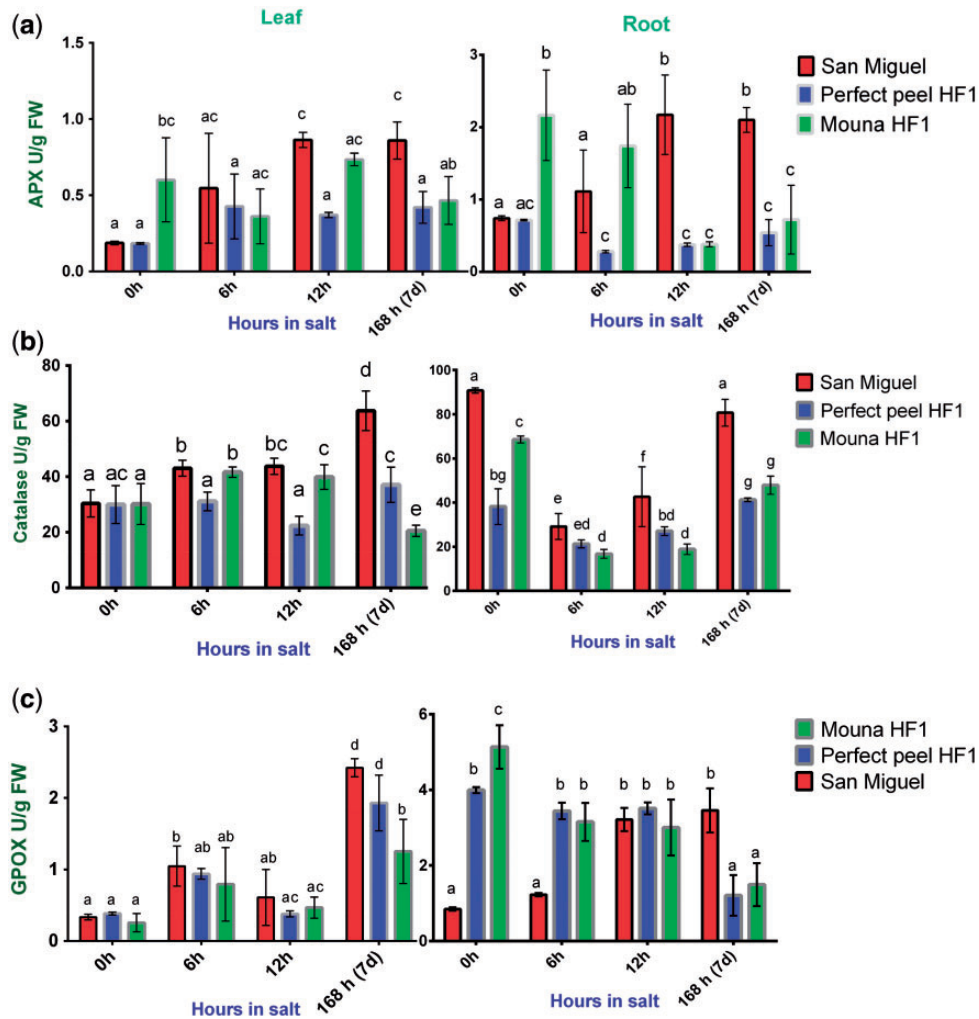 (a)
Leaf
Root
APX U/g FW
1.5
1.0
0.5
0.0
a a bc
ac a ac
c a ac
c a ab
0h 6h 12h 168 h (7d)
Hours in salt
3
2
1
0
a ac b
a c ab
b c c
b c c
0h 6h 12h 168 h (7d)
Hours in salt
San Miguel
Perfect peel HF1
Mouna HF1
(b)
Catalase U/g FW
80
60
40
20
0
a ac a
b a b
bc a c
d c e
0h 6h 12h 168 h (7d)
Hours in salt
100
80
60
40
20
0
a bg c
e ed d
f bd d
a g g
0h 6h 12h 168 h (7d)
Hours in salt
San Miguel
Perfect peel HF1
Mouna HF1
(c)
GPOX U/g FW
3
2
1
0
a a a
b ab ab
ab ac ac
d d b
0h 6h 12h 168 h (7d)
Hours in salt
6
4
2
0
a b c
a b b
b b b
b a a
0h 6h 12h 168 h (7d)
Hours in salt
Mouna HF1
Perfect peel HF1
San Miguel